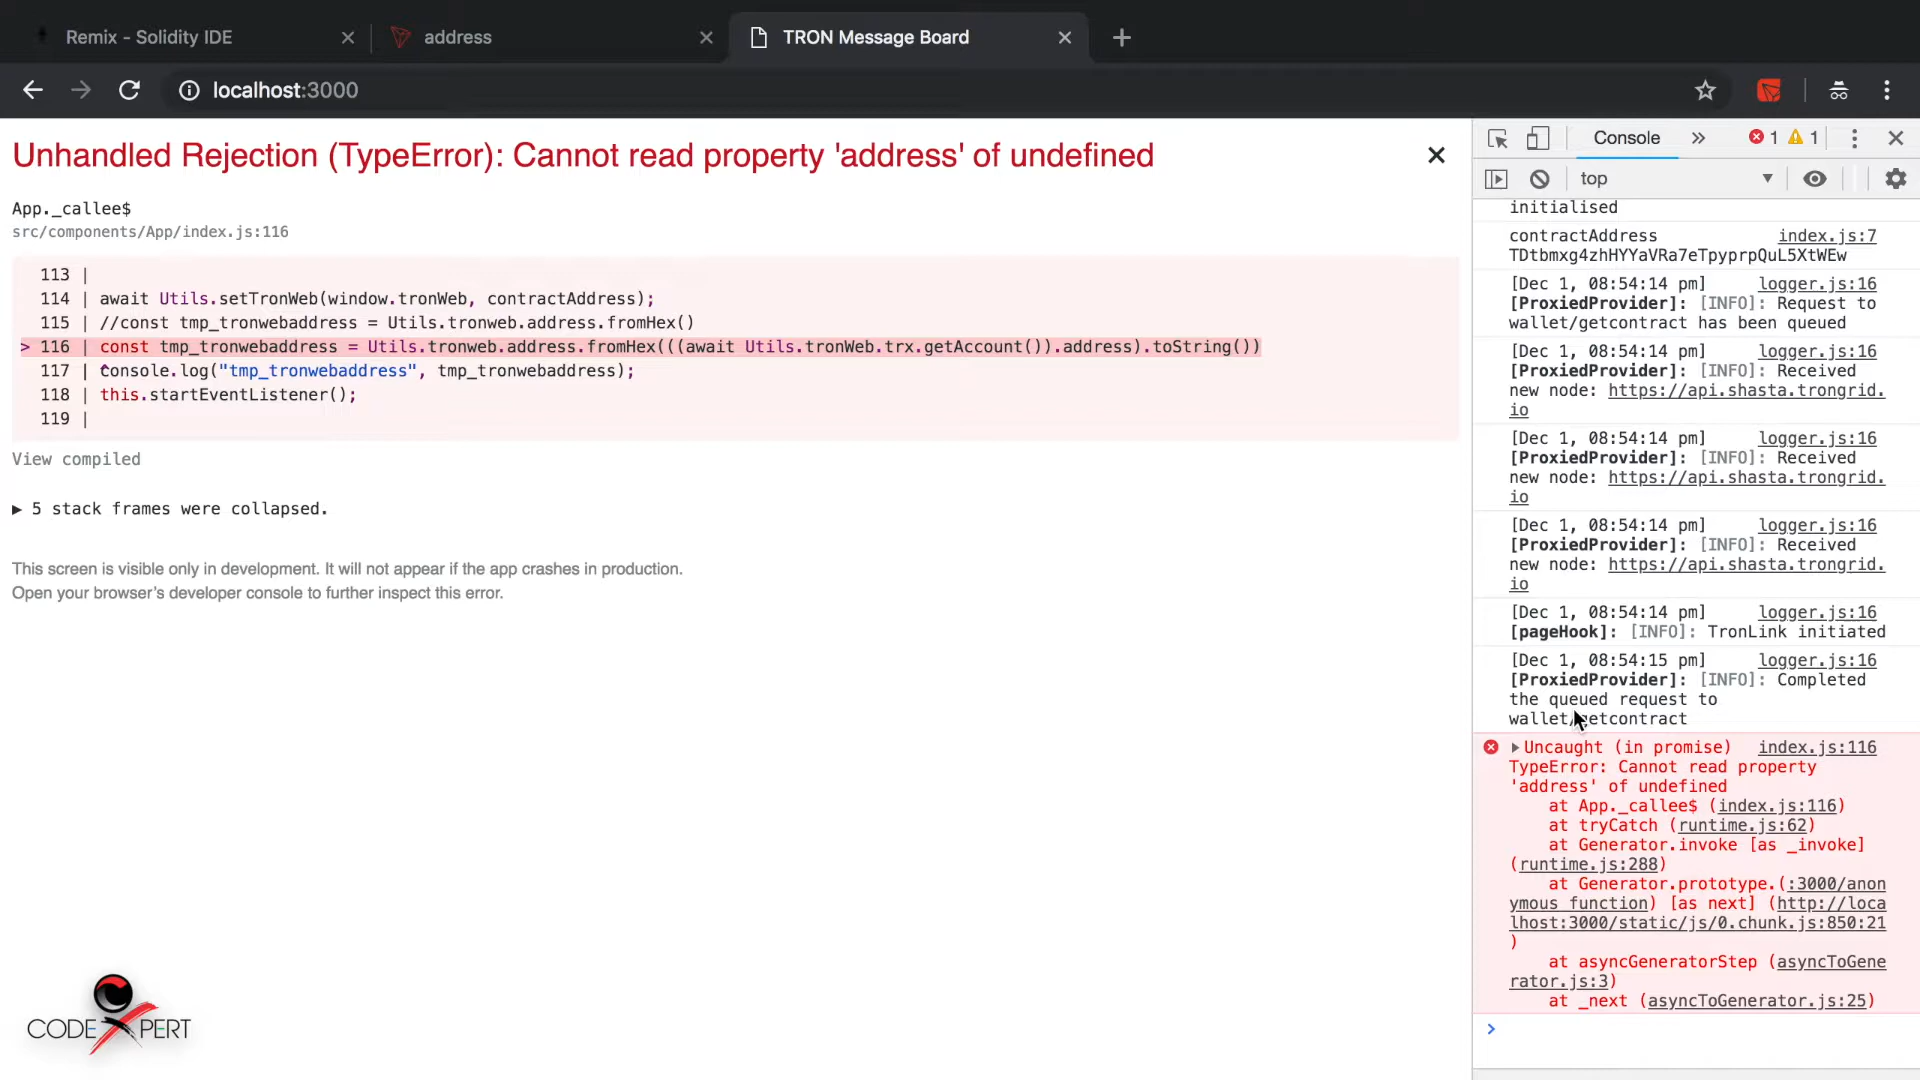 Remix - Solidity IDE
address
TRON Message Board
localhost:3000
Unhandled Rejection (TypeError): Cannot read property 'address' of undefined
App._callee$
src/components/App/index.js:116
113 |
114 | await Utils.setTronWeb(window.tronWeb, contractAddress);
115 | //const tmp_tronwebaddress = Utils.tronweb.address.fromHex()
> 116 | const tmp_tronwebaddress = Utils.tronweb.address.fromHex(((await Utils.tronWeb.trx.getAccount()).address).toString())
117 | console.log("tmp_tronwebaddress", tmp_tronwebaddress);
118 | this.startEventListener();
119 |
View compiled
▶ 5 stack frames were collapsed.
This screen is visible only in development. It will not appear if the app crashes in production.
Open your browser's developer console to further inspect this error.
CODEXPERT
Console
» 1 1
top
initialised
contractAddress index.js:7
TDtbmxg4zhHYYaVRa7eTpyprpQuL5XtWEw
[Dec 1, 08:54:14 pm] logger.js:16
[ProxiedProvider]: [INFO]: Request to
wallet/getcontract has been queued
[Dec 1, 08:54:14 pm] logger.js:16
[ProxiedProvider]: [INFO]: Received
new node: https://api.shasta.trongrid.
io
[Dec 1, 08:54:14 pm] logger.js:16
[ProxiedProvider]: [INFO]: Received
new node: https://api.shasta.trongrid.
io
[Dec 1, 08:54:14 pm] logger.js:16
[ProxiedProvider]: [INFO]: Received
new node: https://api.shasta.trongrid.
io
[Dec 1, 08:54:14 pm] logger.js:16
[pageHook]: [INFO]: TronLink initiated
[Dec 1, 08:54:15 pm] logger.js:16
[ProxiedProvider]: [INFO]: Completed
the queued request to
wallet/getcontract
▶Uncaught (in promise) index.js:116
TypeError: Cannot read property
'address' of undefined
at App._callee$ (index.js:116)
at tryCatch (runtime.js:62)
at Generator.invoke [as _invoke]
(runtime.js:288)
at Generator.prototype.(:3000/anon
ymous function) [as next] (http://loca
lhost:3000/static/js/0.chunk.js:850:21
)
at asyncGeneratorStep (asyncToGene
rator.js:3)
at _next (asyncToGenerator.js:25)
>